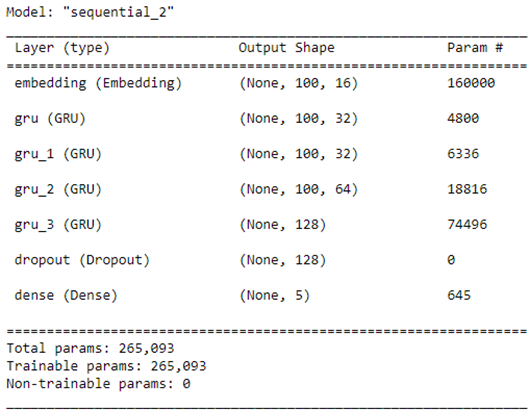 Model: "sequential_2"
Layer (type) Output Shape Param #
embedding (Embedding) (None, 100, 16) 160000
gru (GRU) (None, 100, 32) 4800
gru_1 (GRU) (None, 100, 32) 6336
gru_2 (GRU) (None, 100, 64) 18816
gru_3 (GRU) (None, 128) 74496
dropout (Dropout) (None, 128) 0
dense (Dense) (None, 5) 645
Total params: 265,093
Trainable params: 265,093
Non-trainable params: 0